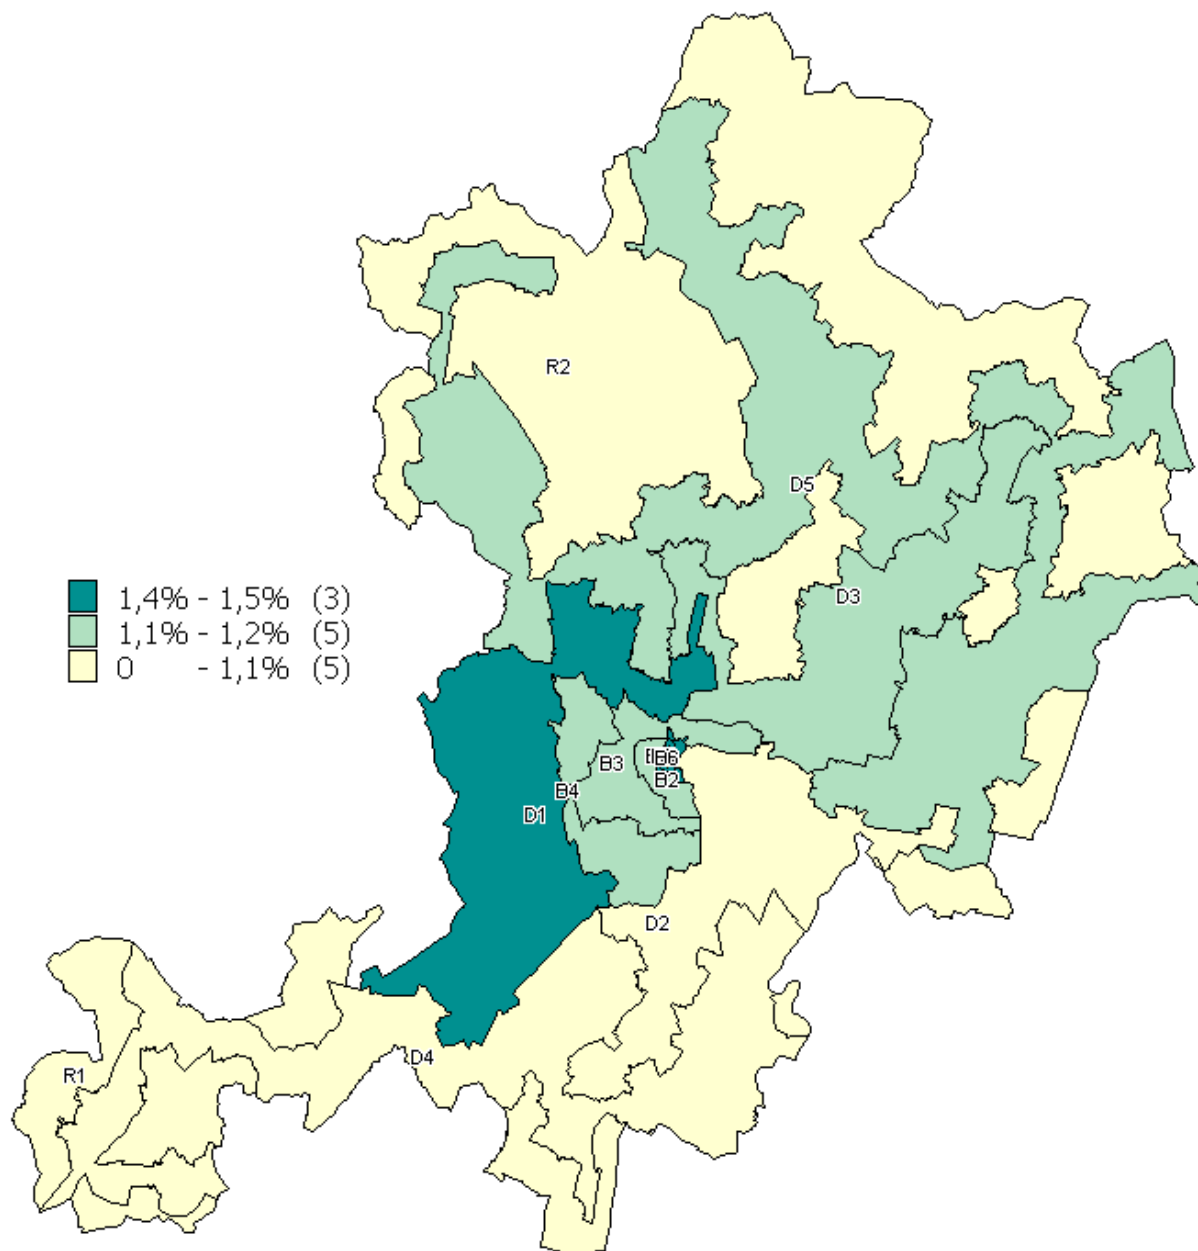 R2
D5
D3
1,4% - 1,5% (3)
1,1% - 1,2% (5)
0 - 1,1% (5)
B3
B6
B2
B4
D1
D2
D4
R1